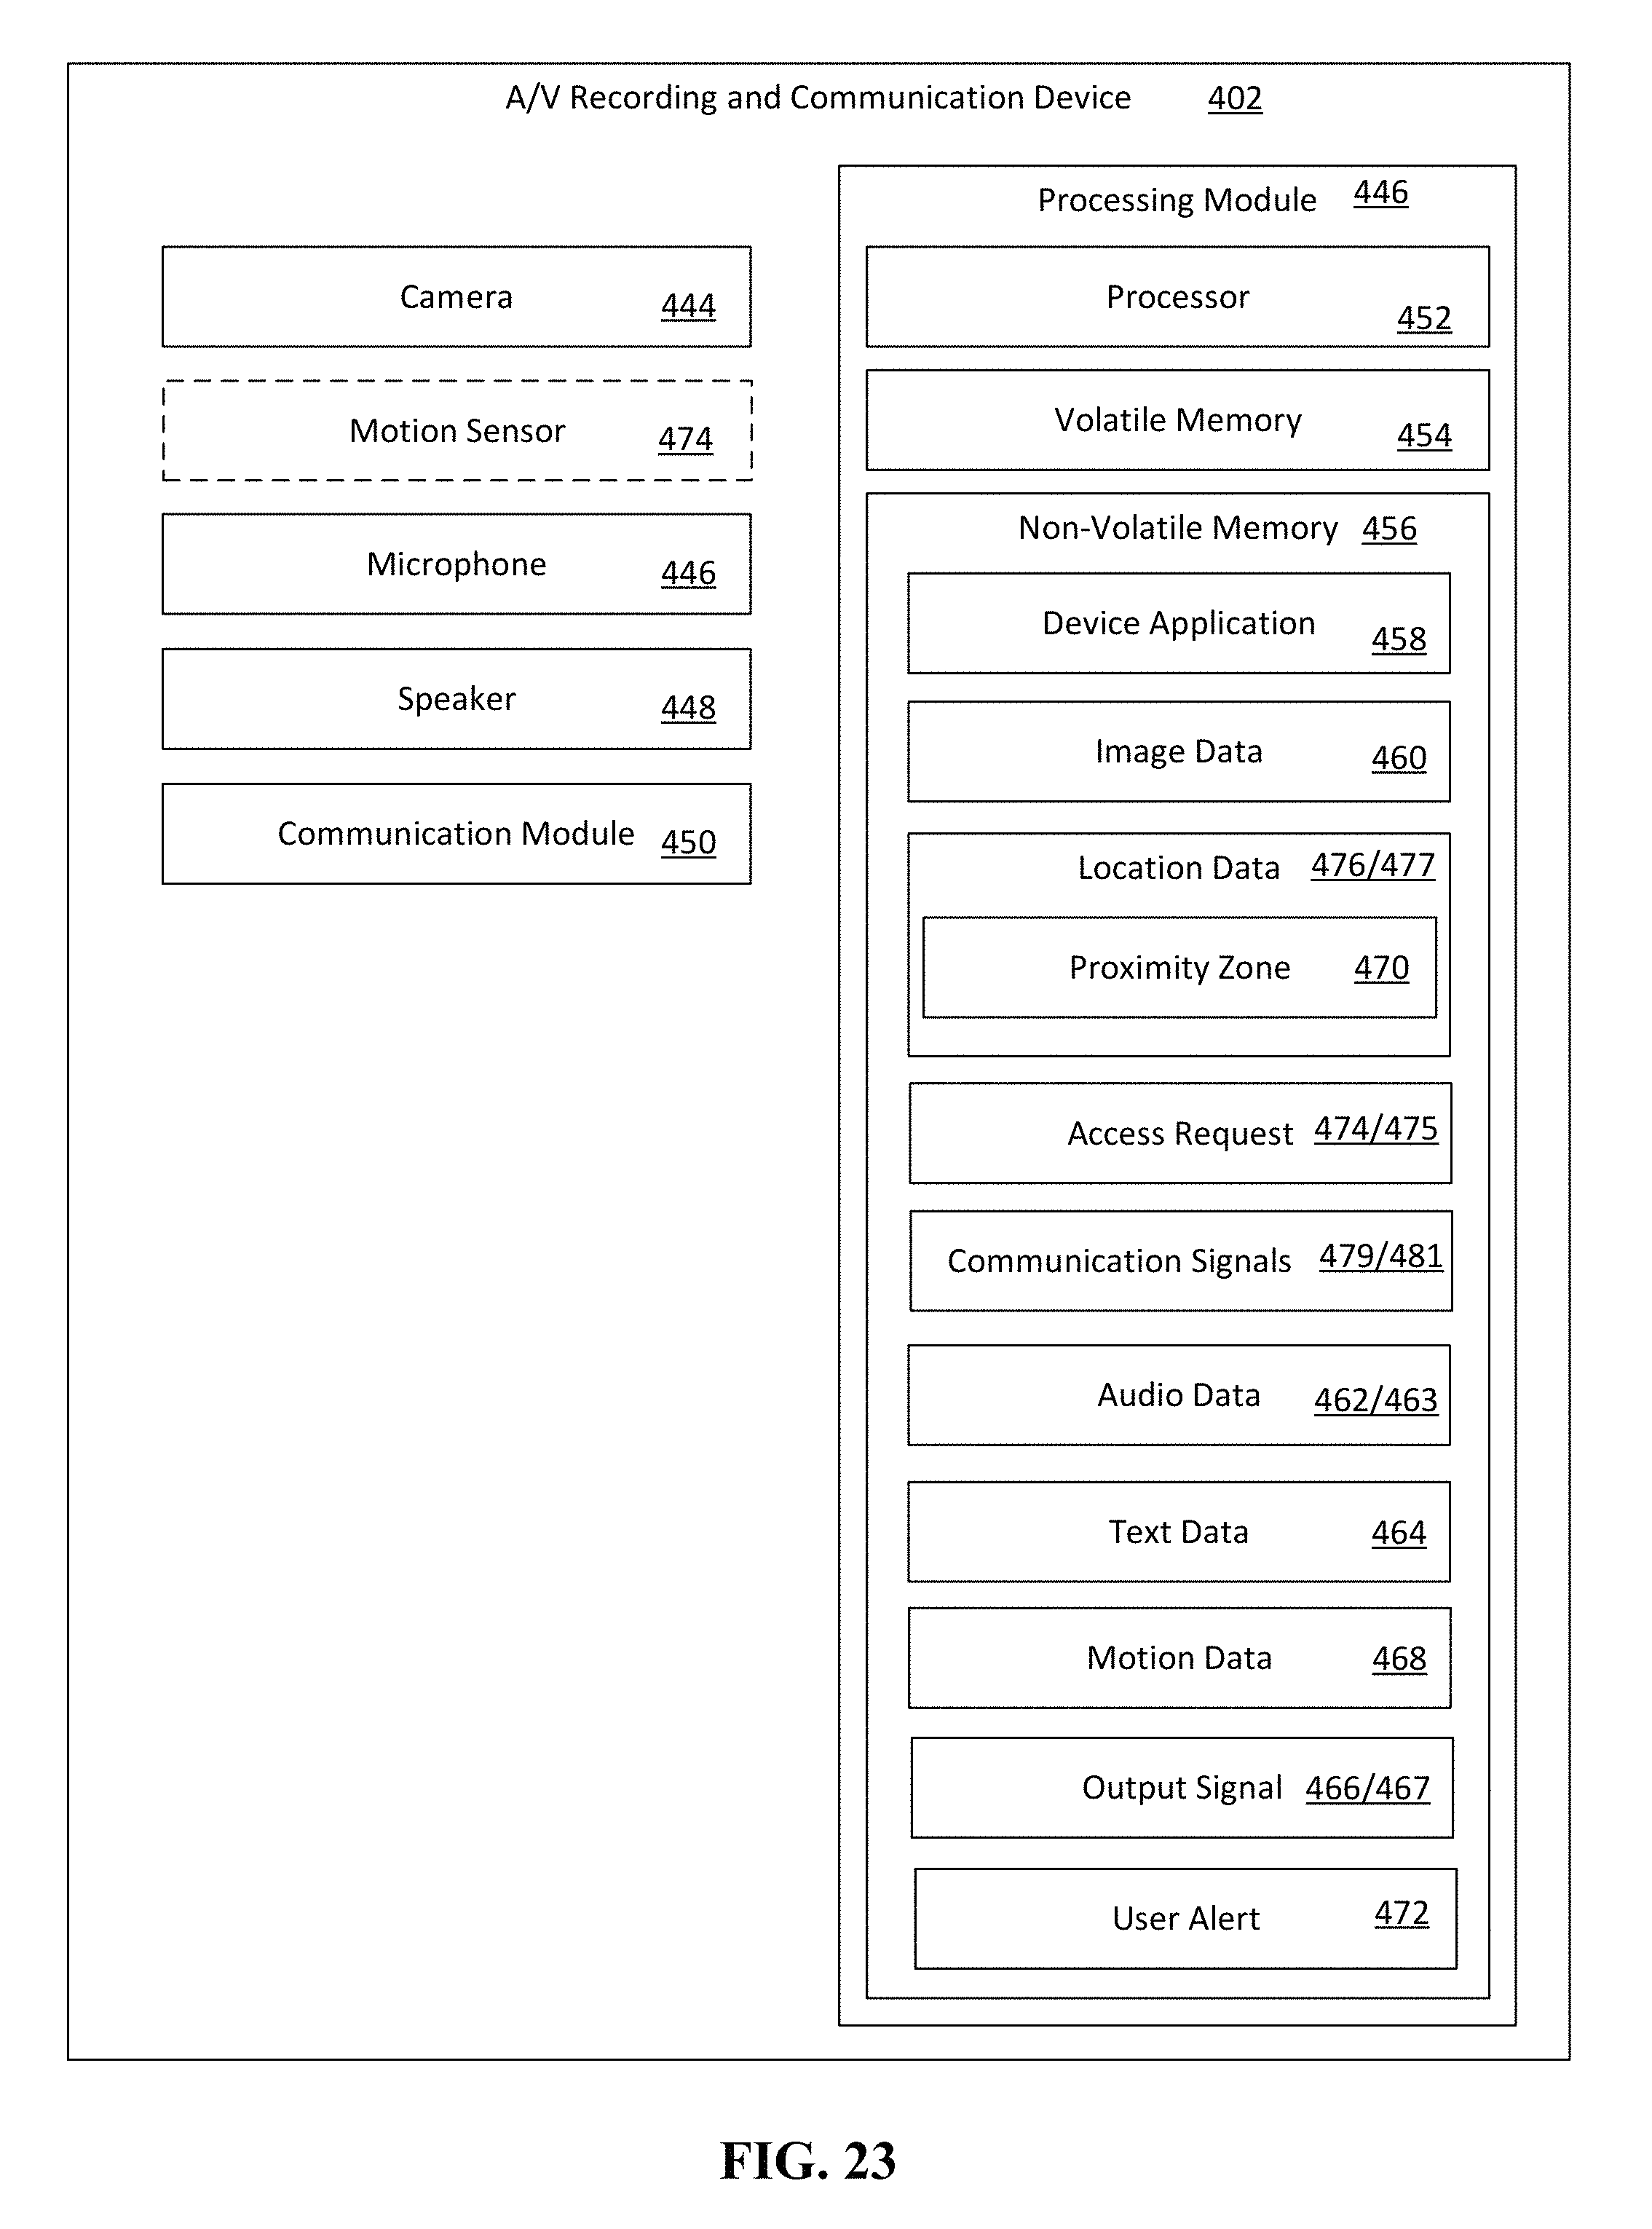 A/V Recording and Communication Device 402
Camera 444
Motion Sensor 474
Microphone 446
Speaker 448
Communication Module 450
Processing Module 446
Processor 452
Volatile Memory 454
Non-Volatile Memory 456
Device Application 458
Image Data 460
Location Data 476/477
Proximity Zone 470
Access Request 474/475
Communication Signals 479/481
Audio Data 462/463
Text Data 464
Motion Data 468
Output Signal 466/467
User Alert 472
FIG. 23